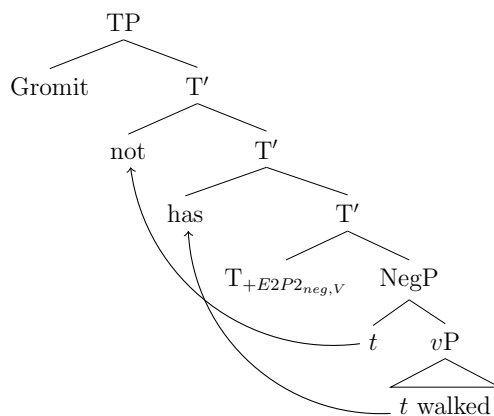 TP
Gromit T′
not T′
has T′
T+E2P2neg,V NegP
t vP
t walked